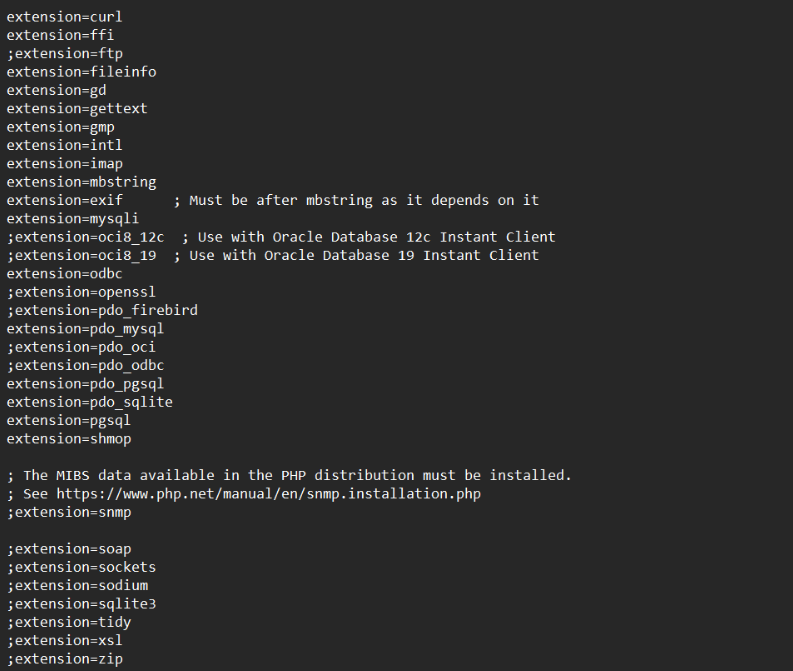 extension=curl
extension=ffi
;extension=ftp
extension=fileinfo
extension=gd
extension=gettext
extension=gmp
extension=intl
extension=imap
extension=mbstring
extension=exif      ; Must be after mbstring as it depends on it
extension=mysqli
;extension=oci8_12c  ; Use with Oracle Database 12c Instant Client
;extension=oci8_19  ; Use with Oracle Database 19 Instant Client
extension=odbc
;extension=openssl
;extension=pdo_firebird
extension=pdo_mysql
;extension=pdo_oci
;extension=pdo_odbc
extension=pdo_pgsql
extension=pdo_sqlite
extension=pgsql
extension=shmop

; The MIBS data available in the PHP distribution must be installed.
; See https://www.php.net/manual/en/snmp.installation.php
;extension=snmp

;extension=soap
;extension=sockets
;extension=sodium
;extension=sqlite3
;extension=tidy
;extension=xsl
;extension=zip